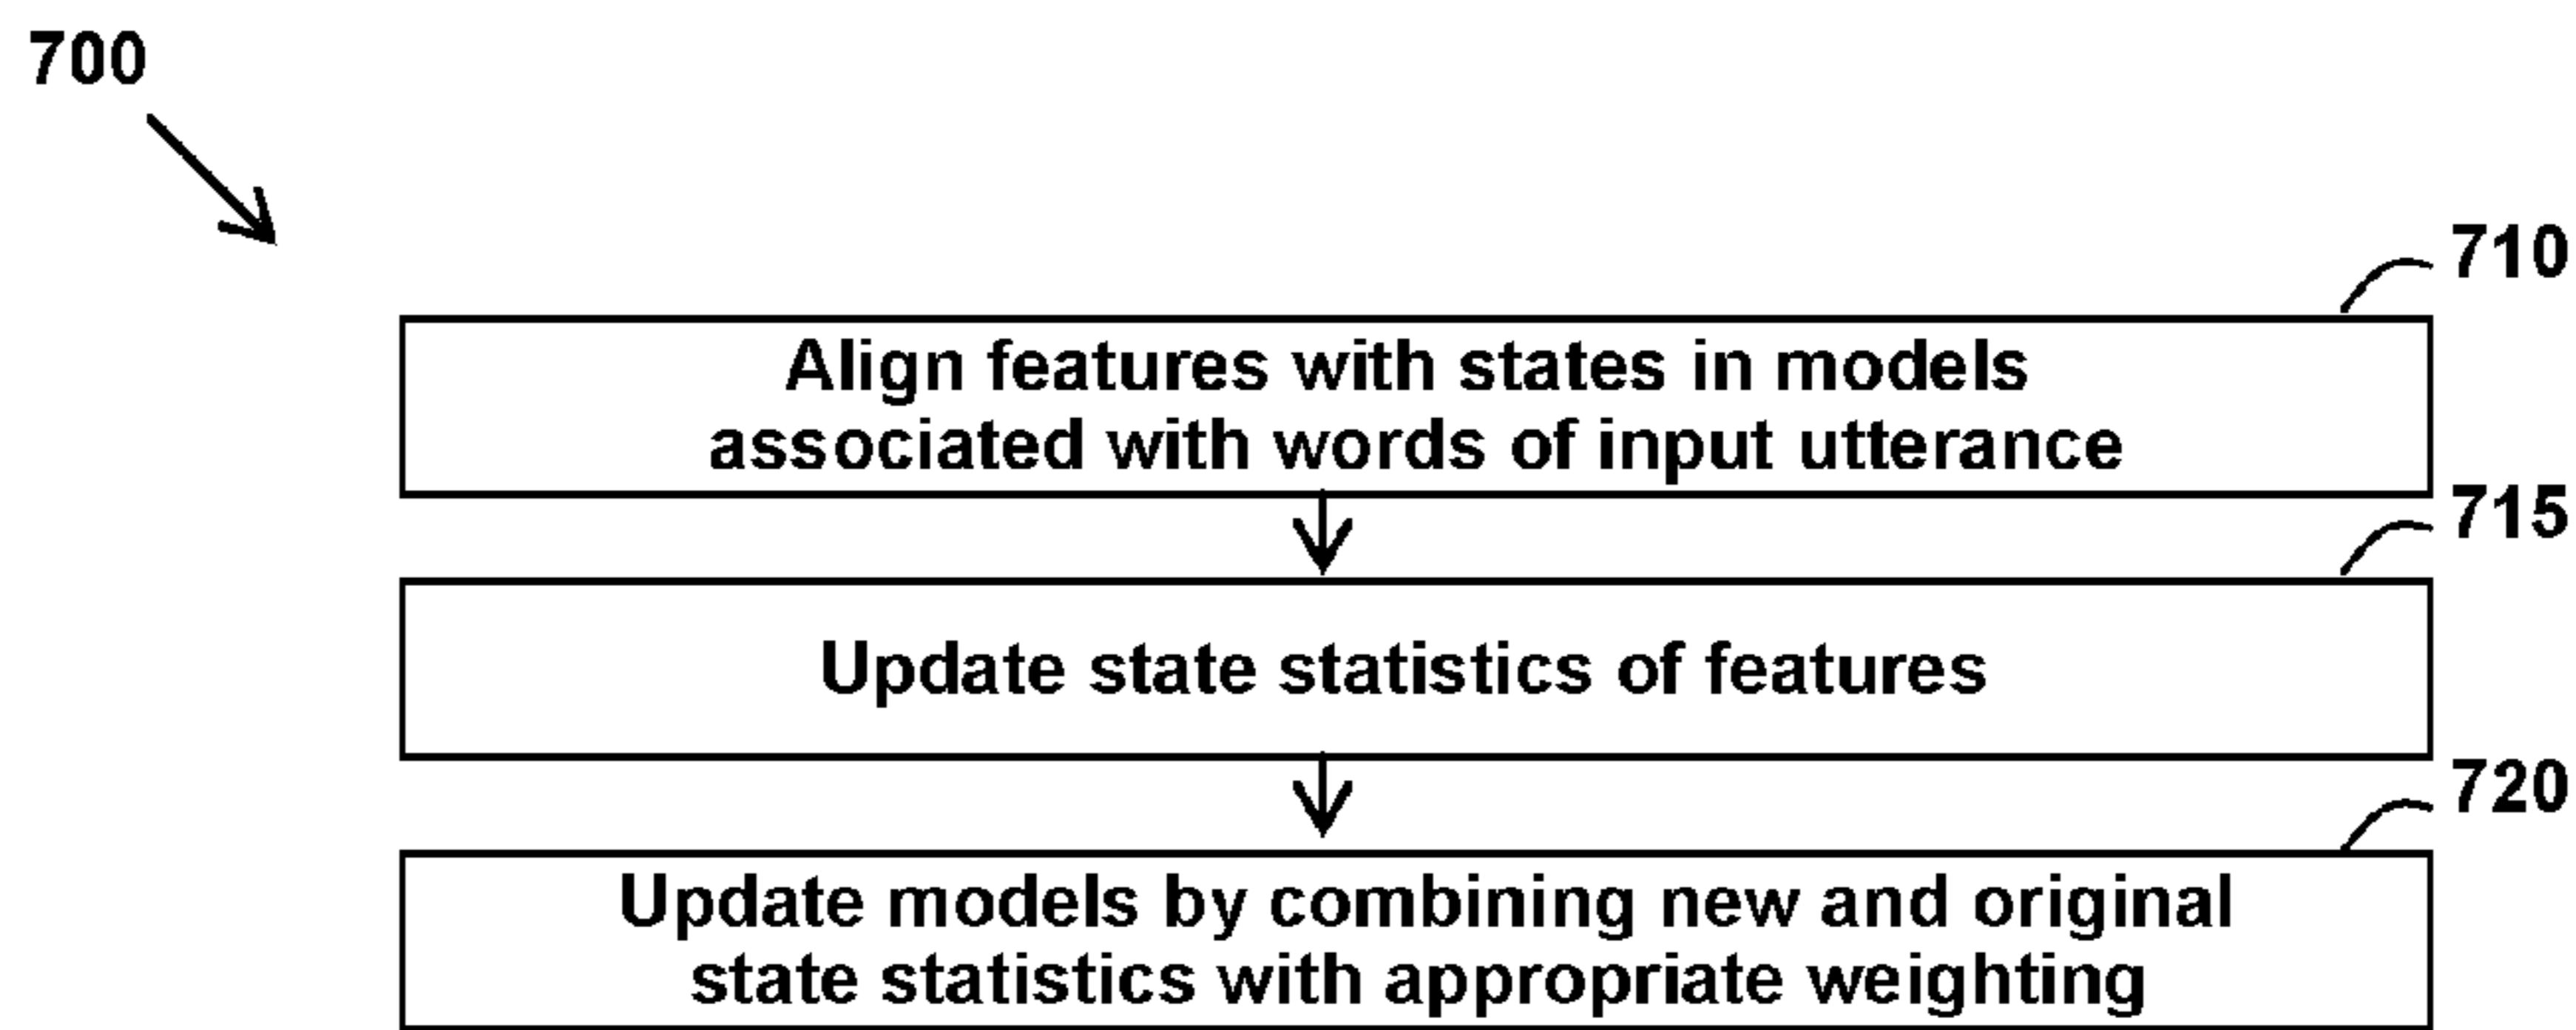 700
710
Align features with states in models
associated with words of input utterance
715
Update state statistics of features
720
Update models by combining new and original
state statistics with appropriate weighting